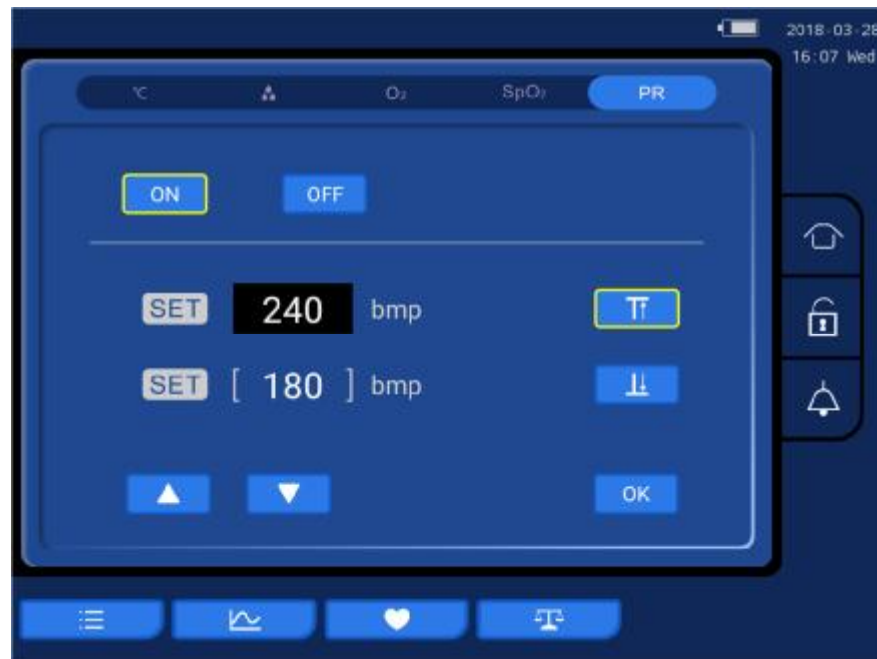 2018-03-28
16:07 Wed
℃ O₂ SpO₂ PR
ON OFF
SET 240 bmp
SET [ 180 ] bmp
OK